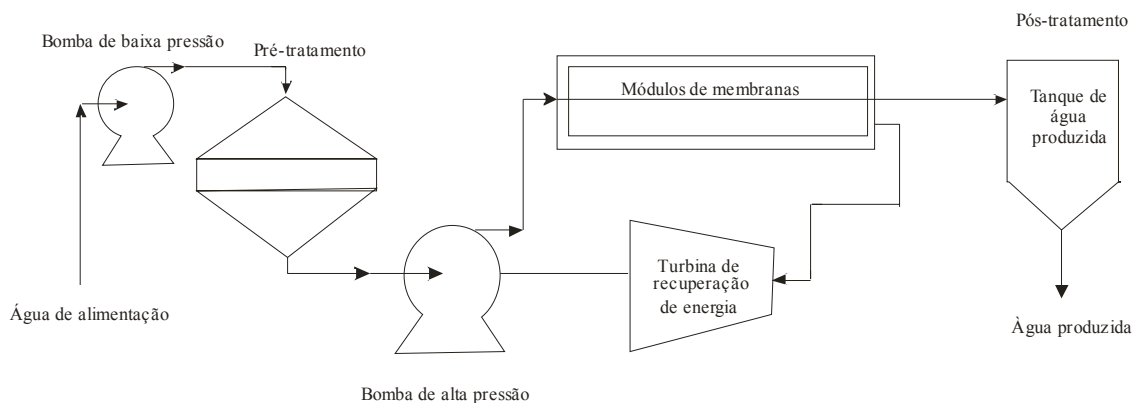 Pós-tratamento
Bomba de baixa pressão
Pré-tratamento
Módulos de membranas
Tanque de
água
produzida
Turbina de
recuperação
de energia
Água de alimentação
Àgua produzida
Bomba de alta pressão